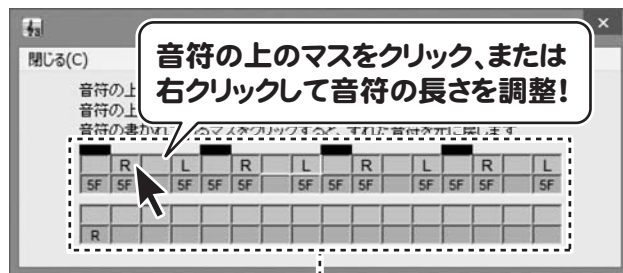 閉じる(C)
音符の上のマスをクリック、または
右クリックして音符の長さを調整!
音符の上
音符の上
音符の書かれ るマスをクリックすると、ずれた音符を元に戻します
R L R L R L R L
5F 5F 5F 5F 5F 5F 5F 5F 5F 5F 5F 5F
R